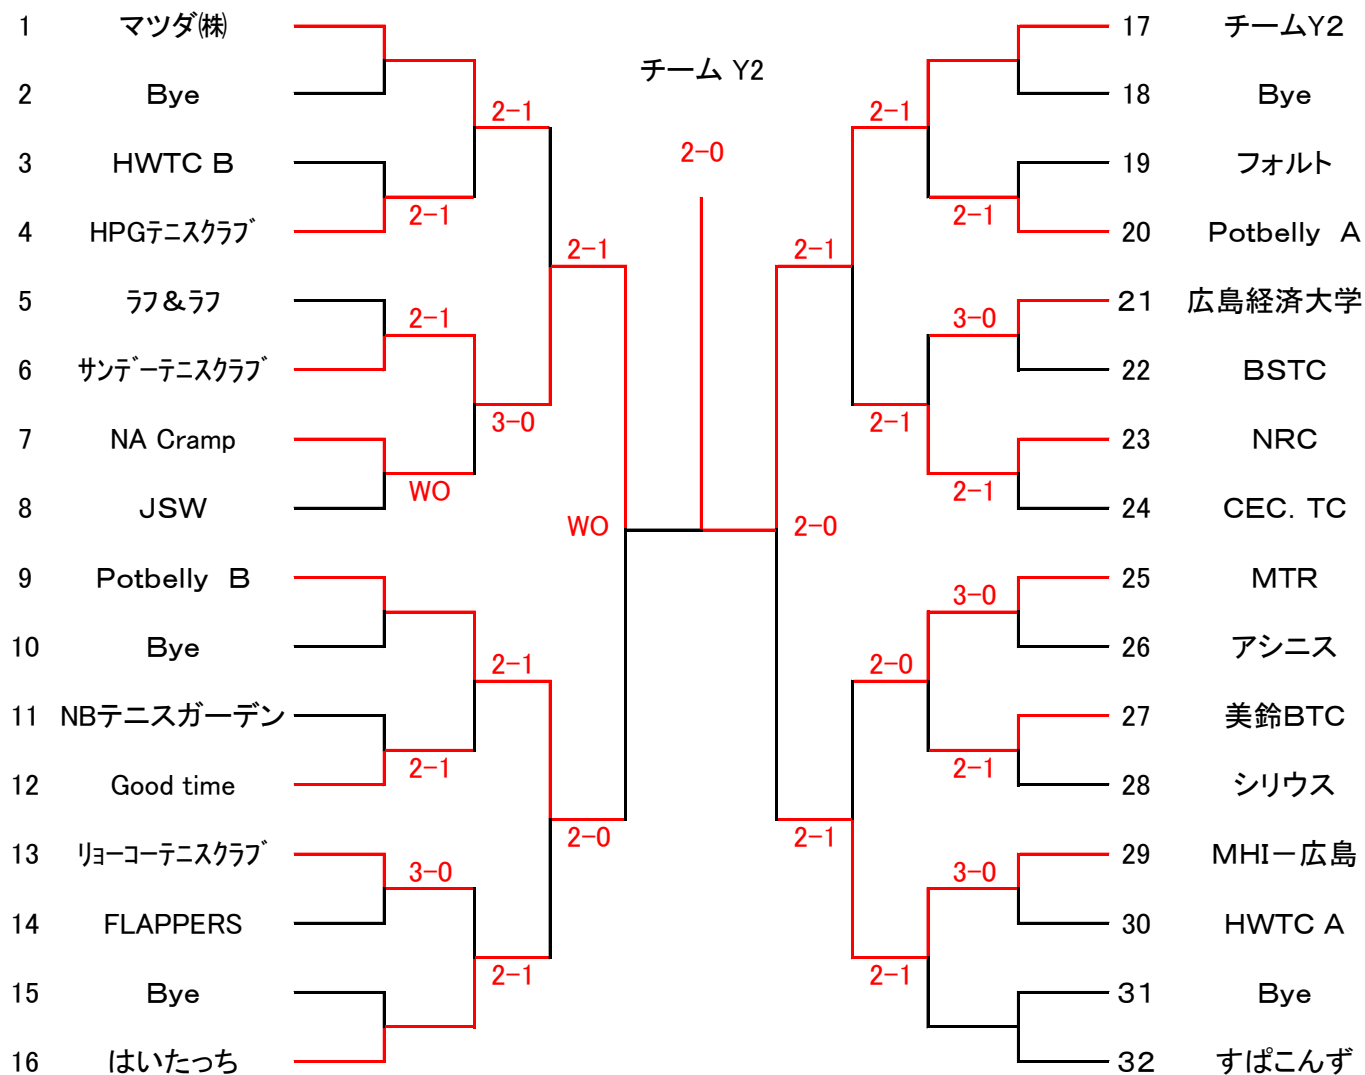 1 マツダ㈱
2 Bye
3 HWTC B
4 HPGﾃﾆｽｸﾗﾌﾞ
5 ﾗﾌ＆ﾗﾌ
6 ｻﾝﾃﾞｰﾃﾆｽｸﾗﾌﾞ
7 NA Cramp
8 JSW
9 Potbelly B
10 Bye
11 NBテニスガーデン
12 Good time
13 ﾘｮｰｺｰﾃﾆｽｸﾗﾌﾞ
14 FLAPPERS
15 Bye
16 はいたっち
2-1
2-1
2-1
WO
2-1
3-0
3-0
2-1
2-1
2-1
2-0
WO
チーム Y2
2-0
2-0
2-1
2-1
2-1
2-1
2-0
2-1
2-1
3-0
2-1
3-0
2-1
3-0
17 チームY2
18 Bye
19 フォルト
20 Potbelly A
21 広島経済大学
22 BSTC
23 NRC
24 CEC. TC
25 MTR
26 アシニス
27 美鈴BTC
28 シリウス
29 MHI－広島
30 HWTC A
31 Bye
32 すぱこんず